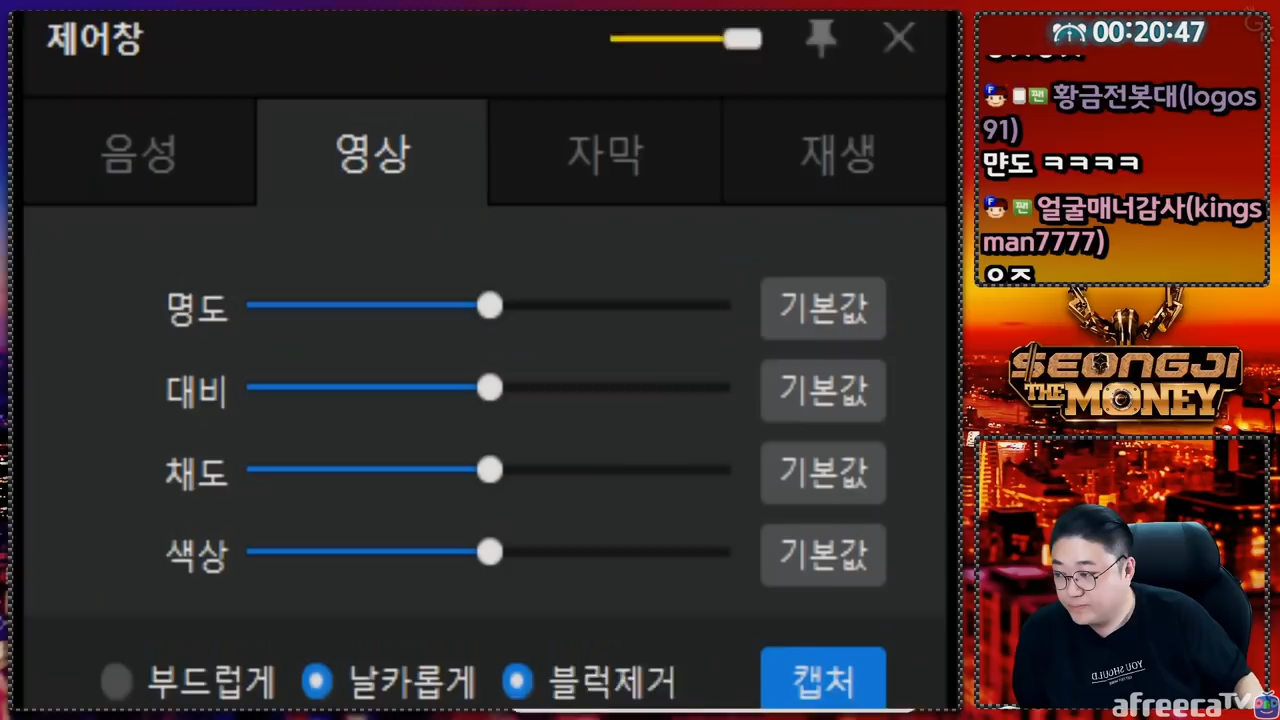 제어창
음성 영상 자막 재생
명도 기본값
대비 기본값
채도 기본값
색상 기본값
부드럽게 날카롭게 블럭제거 캡처
00:20:47
황금전봇대(logos
91)
먄도 ㅋㅋㅋㅋ
얼굴매너감사(kings
man7777)
ㅇㅈ
SEONGJI
THE MONEY
YOU SHOULD
afreecaTV